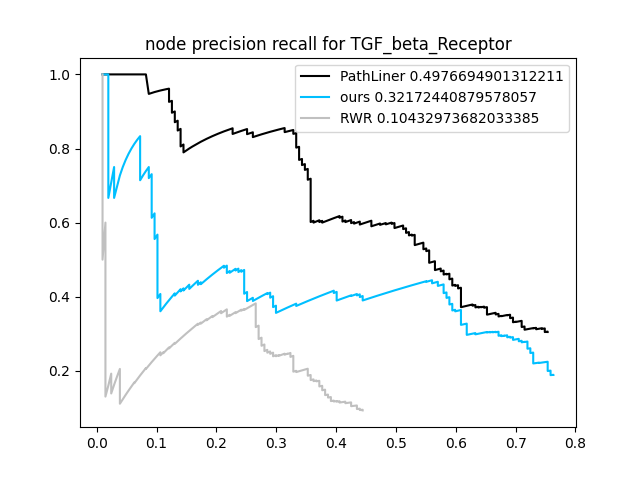 node precision recall for TGF_beta_Receptor
PathLiner 0.4976694901312211
ours 0.32172440879578057
RWR 0.10432973682033385
1.0
0.8
0.6
0.4
0.2
0.0 0.1 0.2 0.3 0.4 0.5 0.6 0.7 0.8